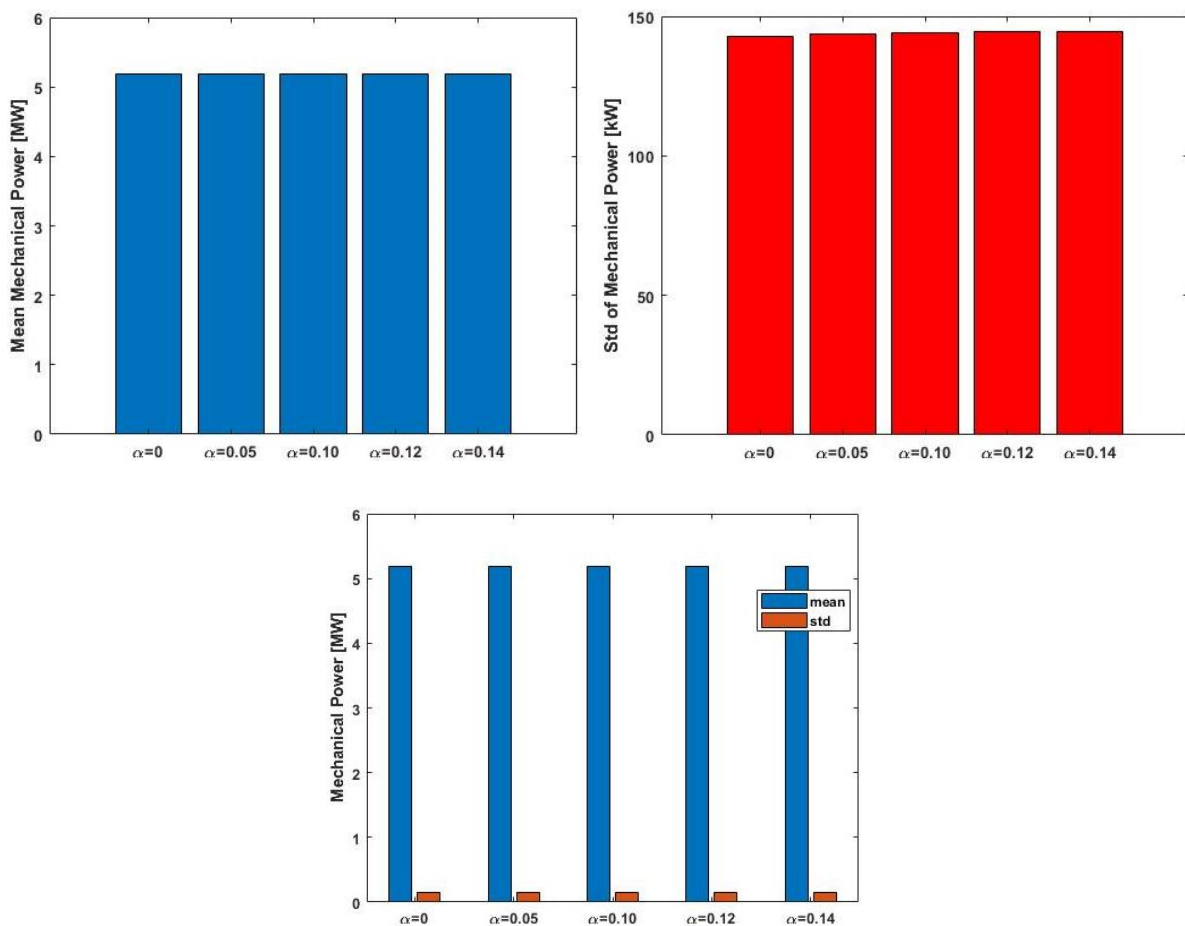 Mean Mechanical Power [MW]
6
5
4
3
2
1
0
α=0 α=0.05 α=0.10 α=0.12 α=0.14
Std of Mechanical Power [kW]
150
100
50
0
α=0 α=0.05 α=0.10 α=0.12 α=0.14
Mechanical Power [MW]
6
5
4
3
2
1
0
mean
std
α=0 α=0.05 α=0.10 α=0.12 α=0.14